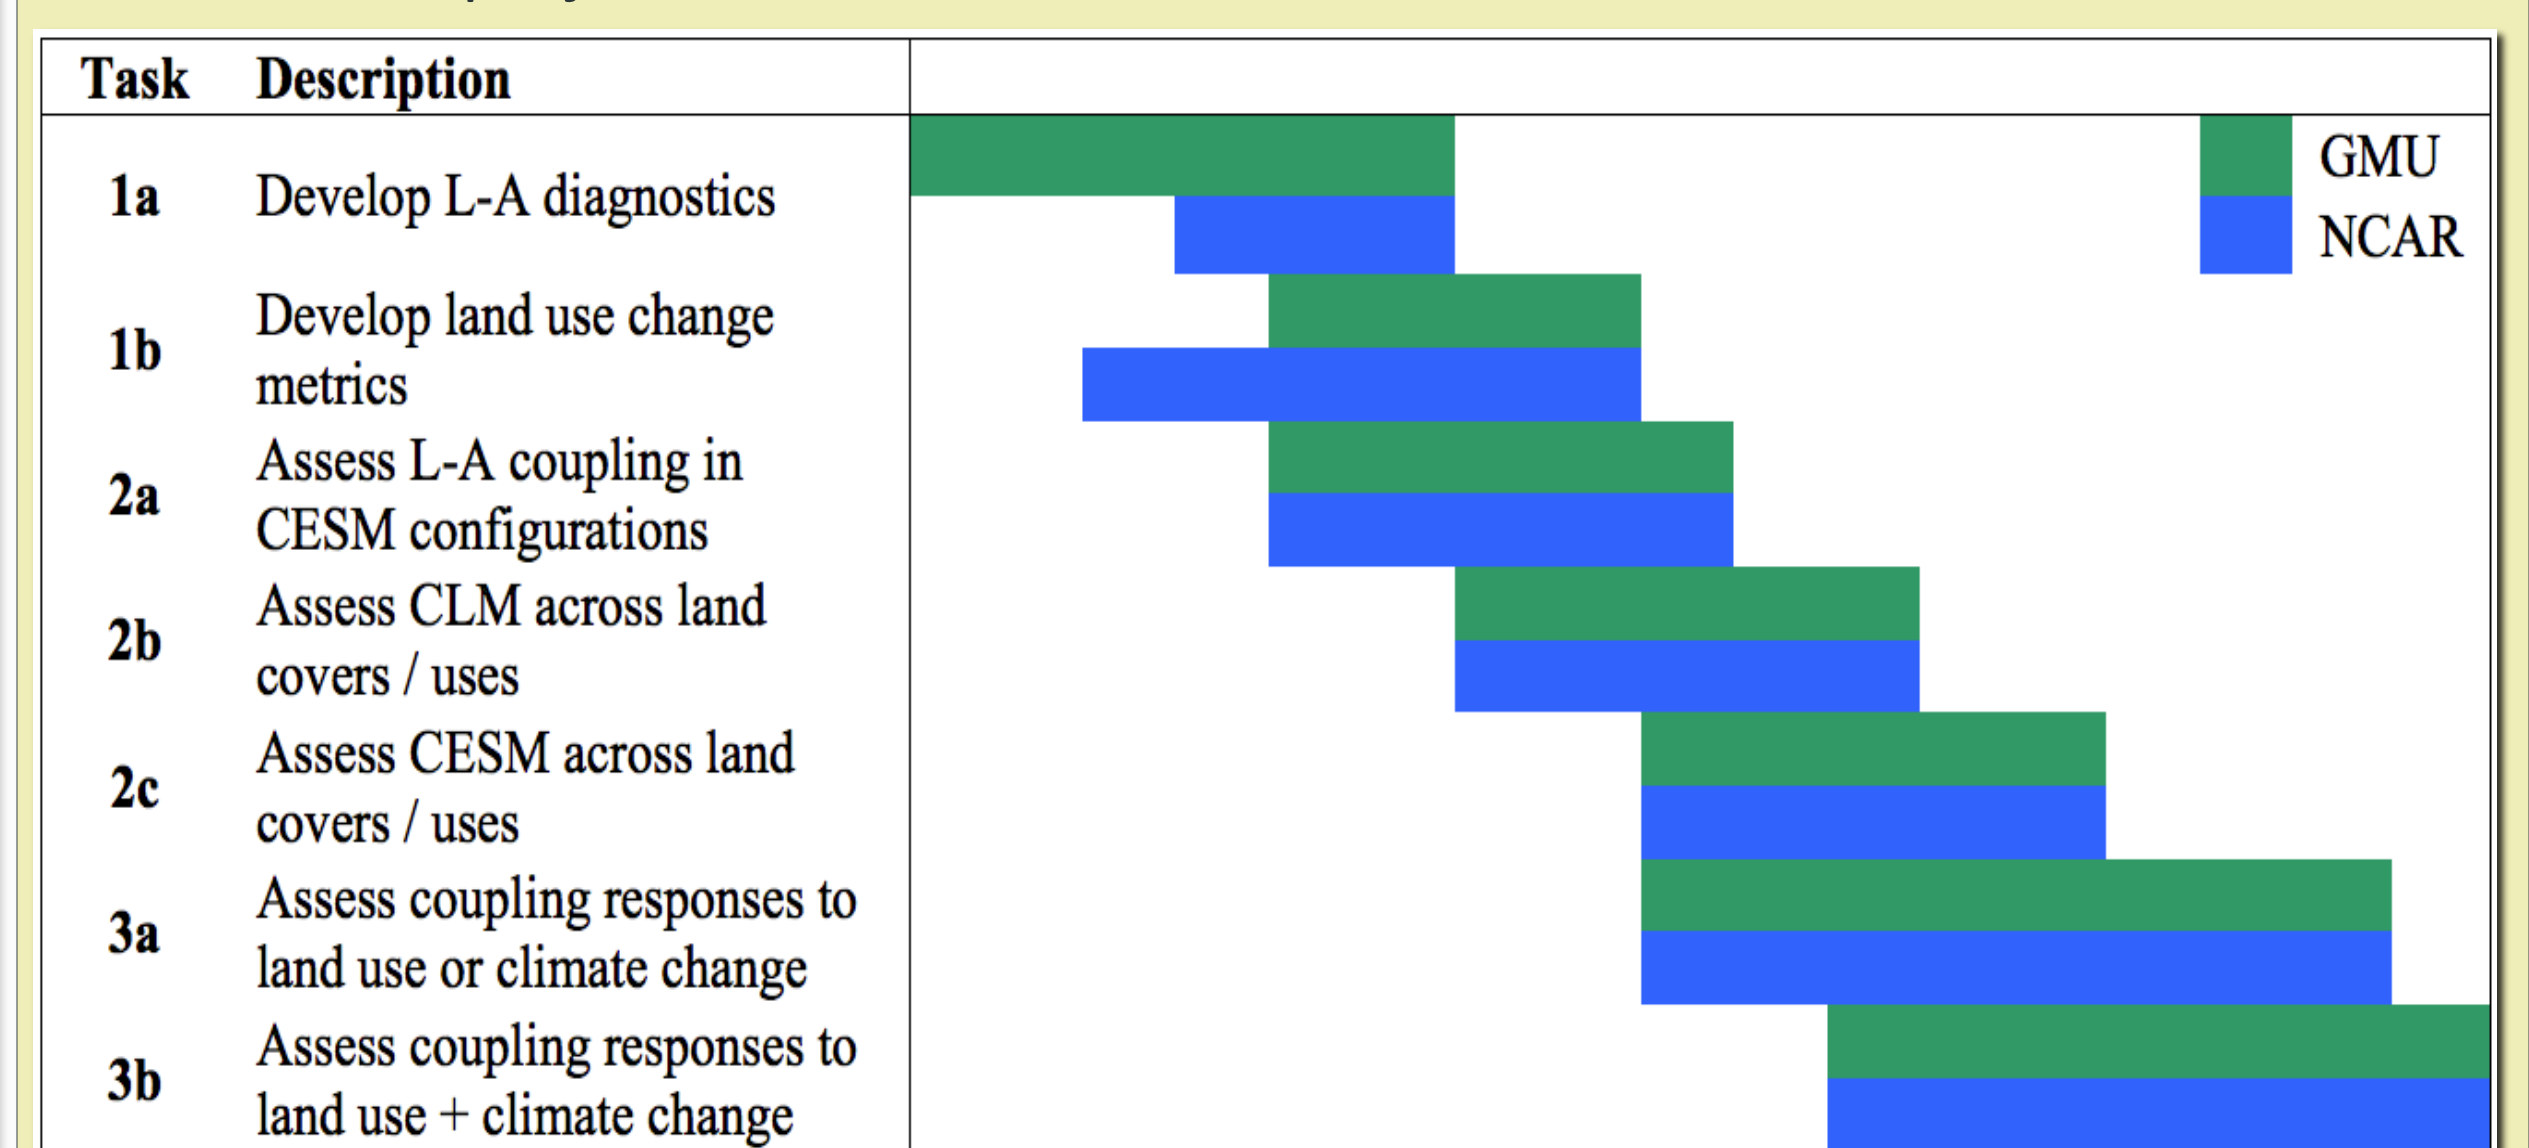 Task Description
GMU
1a Develop L-A diagnostics
NCAR
Develop land use change
1b
metrics
Assess L-A coupling in
2a
CESM configurations
Assess CLM across land
2b
covers / uses
Assess CESM across land
2c
covers / uses
Assess coupling responses to
3a
land use or climate change
Assess coupling responses to
3b
land use + climate change